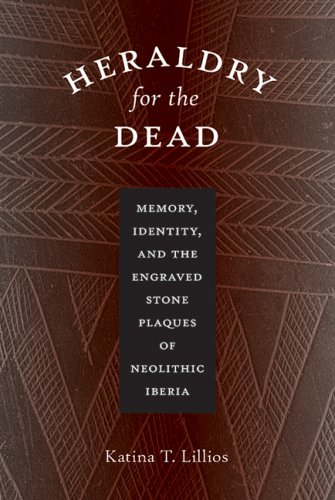 HERALDRY
for the
DEAD
MEMORY,
IDENTITY,
AND THE
ENGRAVED
STONE
PLAQUES
OF
NEOLITHIC
IBERIA
Katina T. Lillios